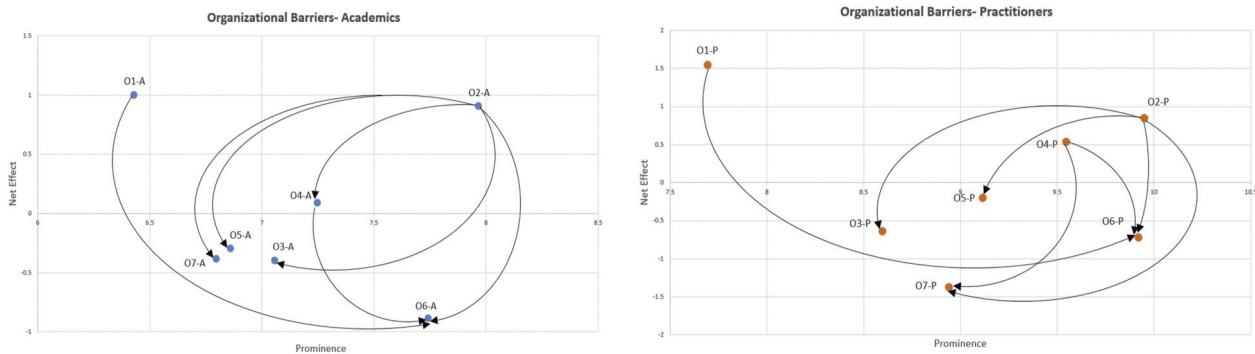 Organizational Barriers- Academics
1.5
1
0.5
0
-0.5
-1
6
6.5
7
7.5
8
8.5
Net Effect
Prominence
O1-A
O2-A
O4-A
O5-A
O3-A
O7-A
O6-A
Organizational Barriers- Practitioners
2
1.5
1
0.5
0
-0.5
-1
-1.5
-2
7.5
8
8.5
9
9.5
10
10.5
Net Effect
Prominence
O1-P
O2-P
O4-P
O5-P
O3-P
O6-P
O7-P